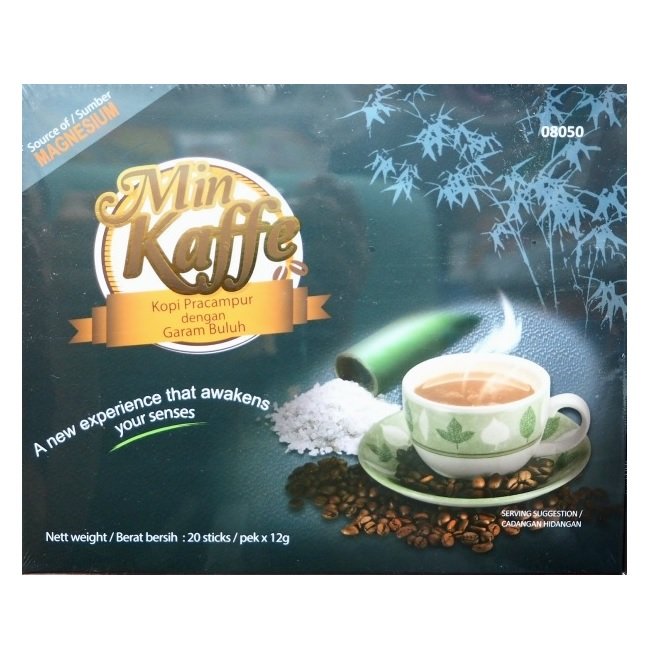 Source of / Sumber
MAGNESIUM
08050
Min
Kaffe
Kopi Pracampur
dengan
Garam Buluh
A new experience that awakens
your senses
SERVING SUGGESTION /
CADANGAN HIDANGAN
Nett weight / Berat bersih : 20 sticks / pek x 12g